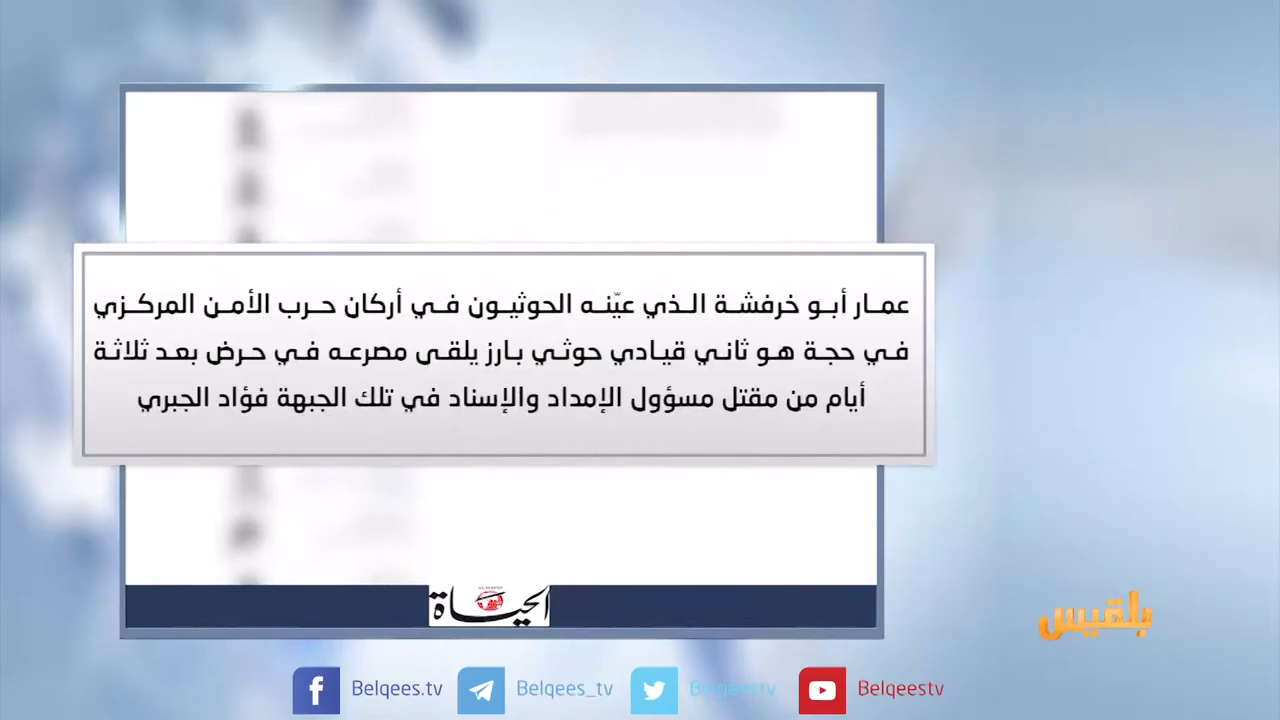 عمار أبو خرفشة الذي عيّنه الحوثيون في أركان حرب الأمن المركزي
في حجة هو ثاني قيادي حوثي بارز يلقى مصرعه في حرض بعد ثلاثة
أيام من مقتل مسؤول الإمداد والإسناد في تلك الجبهة فؤاد الجبري
الحياة
بلقيس
Belqees.tv
Belqees_tv
Belqeestv
Belqeestv